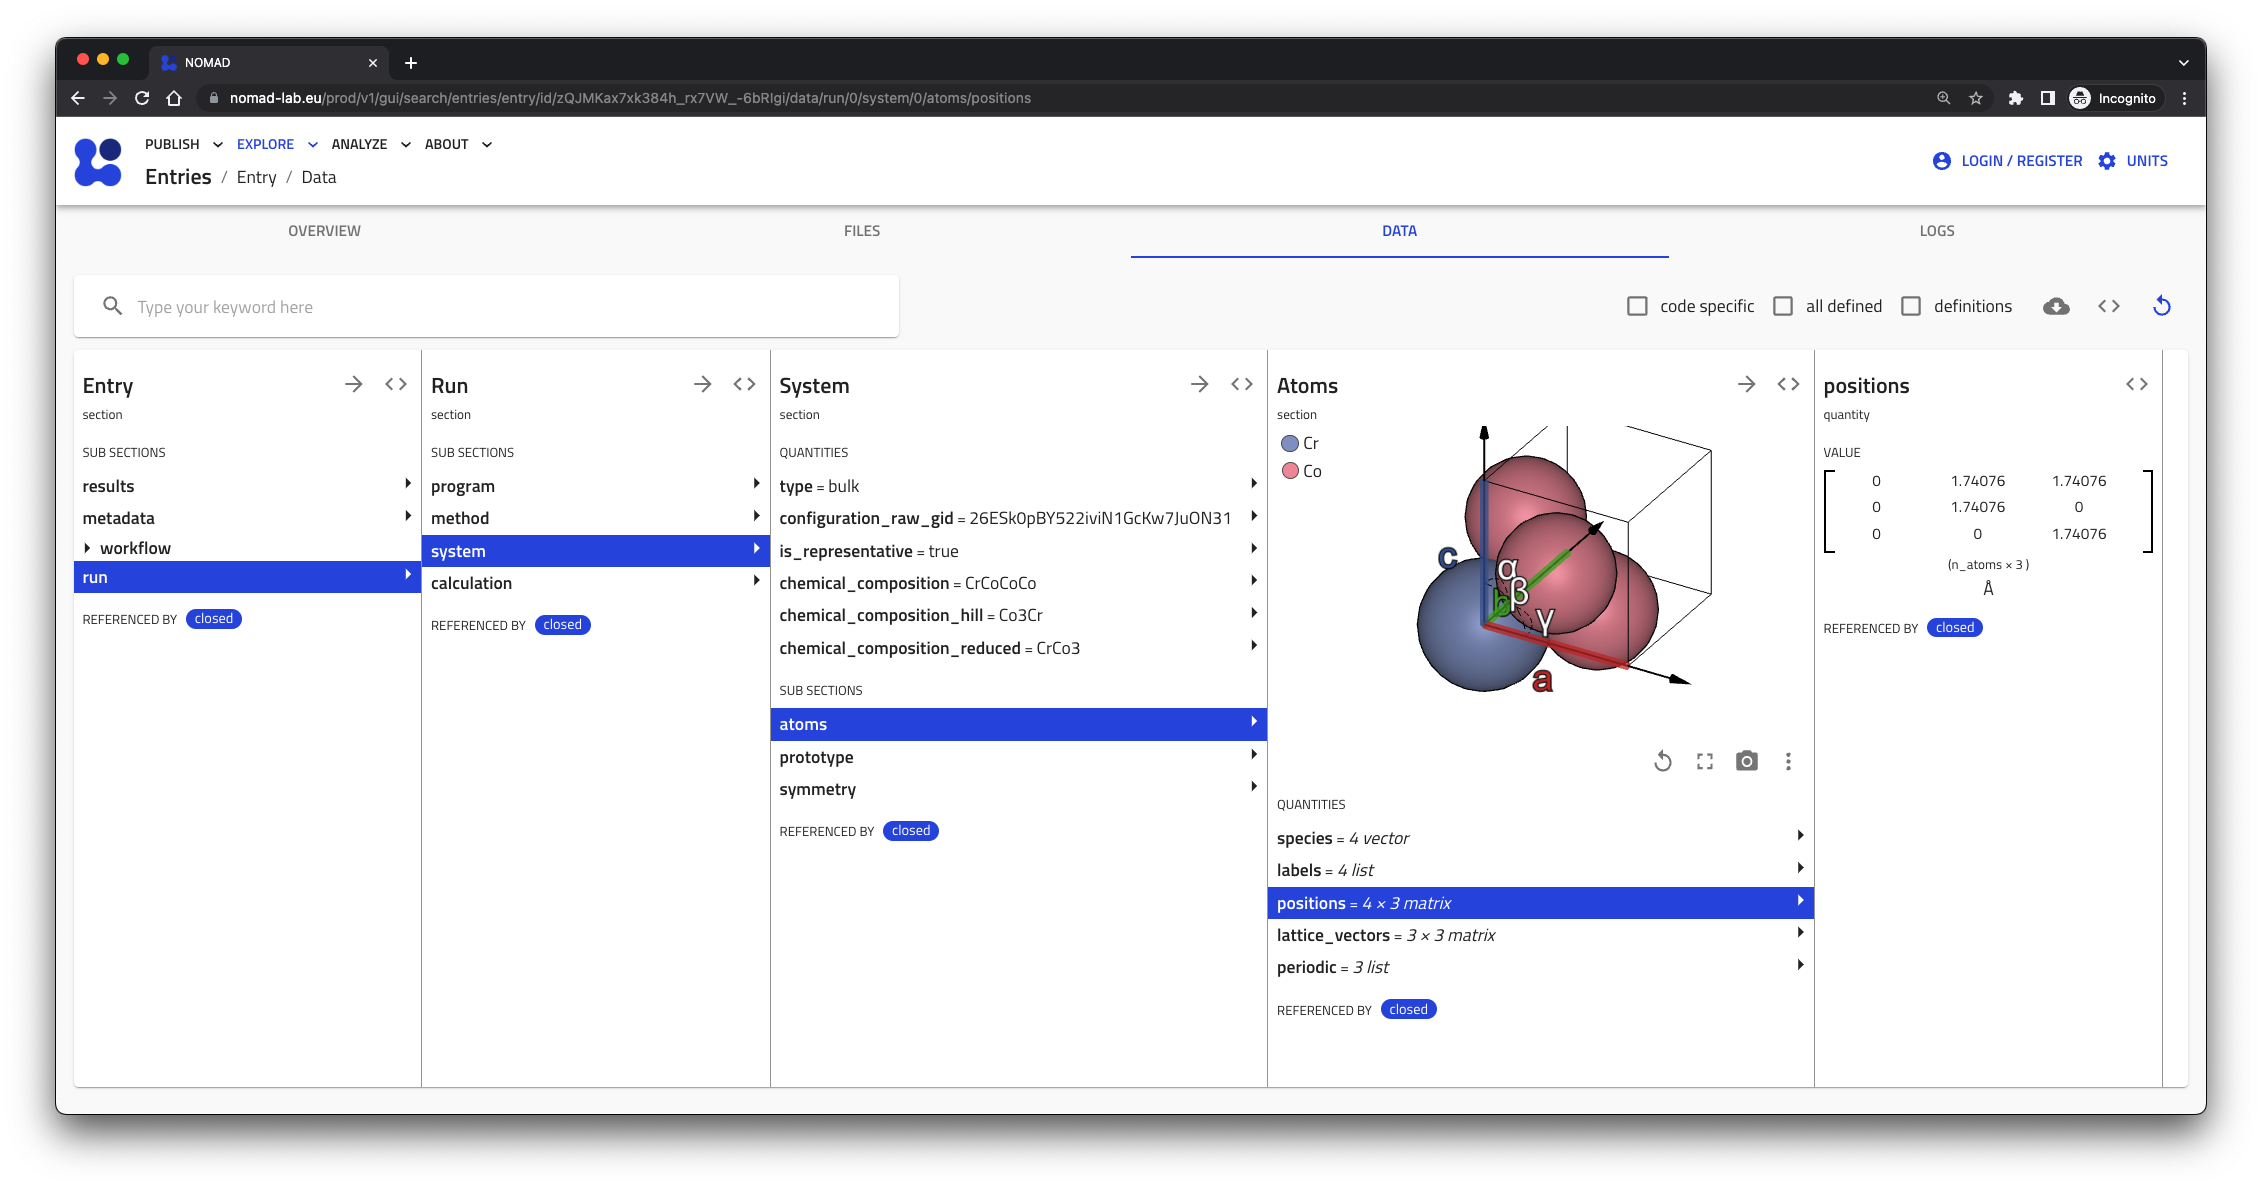 NOMAD
nomad-lab.eu/prod/v1/gui/search/entries/entry/id/zQJMKax7xk384h_rx7VW_-6bRIgi/data/run/0/system/0/atoms/positions
Incognito
PUBLISH EXPLORE ANALYZE ABOUT
Entries / Entry / Data
LOGIN / REGISTER UNITS
OVERVIEW FILES DATA LOGS
Type your keyword here
code specific all defined definitions
Entry
section
SUB SECTIONS
results
metadata
workflow
run
REFERENCED BY closed
Run
section
SUB SECTIONS
program
method
system
calculation
REFERENCED BY closed
System
section
QUANTITIES
type = bulk
configuration_raw_gid = 26ESk0pBY522iviN1GcKw7JuON31
is_representative = true
chemical_composition = CrCoCoCo
chemical_composition_hill = Co3Cr
chemical_composition_reduced = CrCo3
SUB SECTIONS
atoms
prototype
symmetry
REFERENCED BY closed
Atoms
section
Cr
Co
c
α
β
b
γ
a
QUANTITIES
species = 4 vector
labels = 4 list
positions = 4 × 3 matrix
lattice_vectors = 3 × 3 matrix
periodic = 3 list
REFERENCED BY closed
positions
quantity
VALUE
0 1.74076 1.74076
0 1.74076 0
0 0 1.74076
(n_atoms × 3 )
Å
REFERENCED BY closed